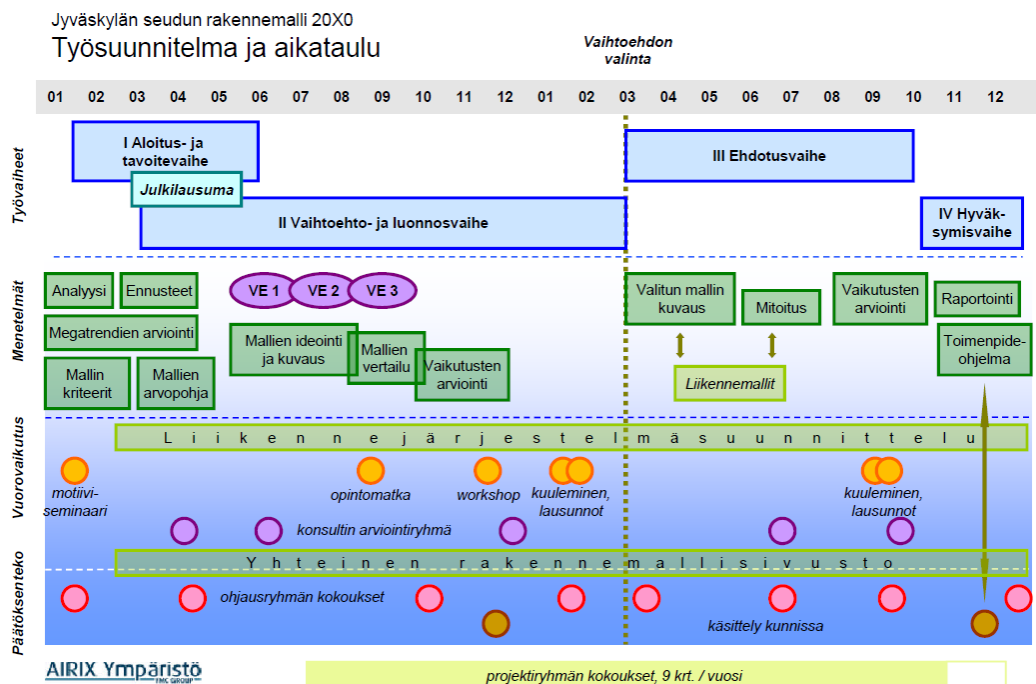 Jyväskylän seudun rakennemalli 20X0
Työsuunnitelma ja aikataulu
Vaihtoehdon
valinta
01 02 03 04 05 06 07 08 09 10 11 12 01 02 03 04 05 06 07 08 09 10 11 12
Työvaiheet
I Aloitus- ja
tavoitevaihe
Julkilausuma
II Vaihtoehto- ja luonnosvaihe
III Ehdotusvaihe
IV Hyväk-
symisvaihe
Menetelmät
Analyysi
Ennusteet
Megatrendien arviointi
Mallin
kriteerit
Mallien
arvopohja
VE 1
VE 2
VE 3
Mallien ideointi
ja kuvaus
Mallien
vertailu
Vaikutusten
arviointi
Valitun mallin
kuvaus
Mitoitus
Liikennemallit
Vaikutusten
arviointi
Raportointi
Toimenpide-
ohjelma
Vuorovaikutus
L i i k e n n e j ä r j e s t e l m ä s u u n n i t t e l u
motiivi-
seminaari
opintomatka
workshop
kuuleminen,
lausunnot
kuuleminen,
lausunnot
konsultin arviointiryhmä
Y h t e i n e n r a k e n n e m a l l i s i v u s t o
Päätöksenteko
ohjausryhmän kokoukset
käsittely kunnissa
AIRIX Ympäristö
FMC GROUP
projektiryhmän kokoukset, 9 krt. / vuosi